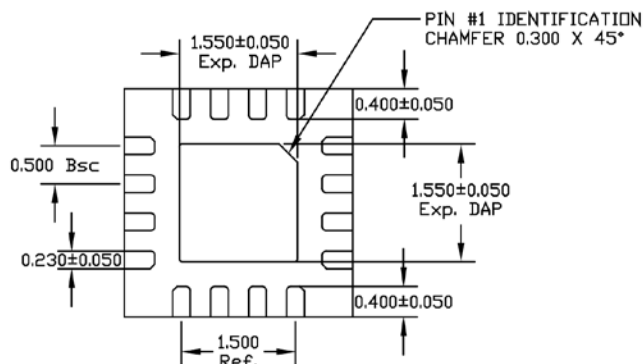 PIN #1 IDENTIFICATION
CHAMFER 0.300 X 45°
1.550±0.050
Exp. DAP
0.400±0.050
0.500 Bsc
1.550±0.050
Exp. DAP
0.230±0.050
0.400±0.050
1.500
Ref.